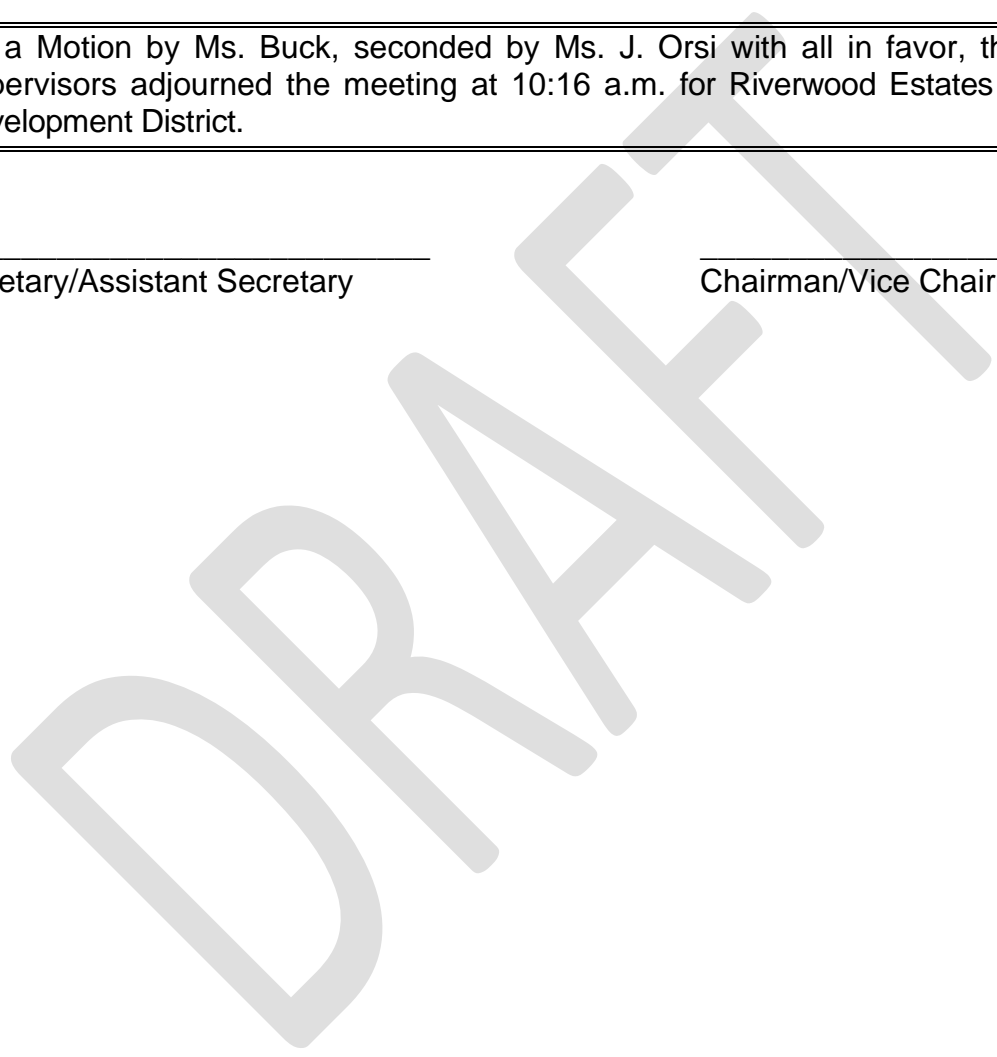 a Motion by Ms. Buck, seconded by Ms. J. Orsi with all in favor, th
pervisors adjourned the meeting at 10:16 a.m. for Riverwood Estates
velopment District.
etary/Assistant Secretary Chairman/Vice Chair
DRAFT